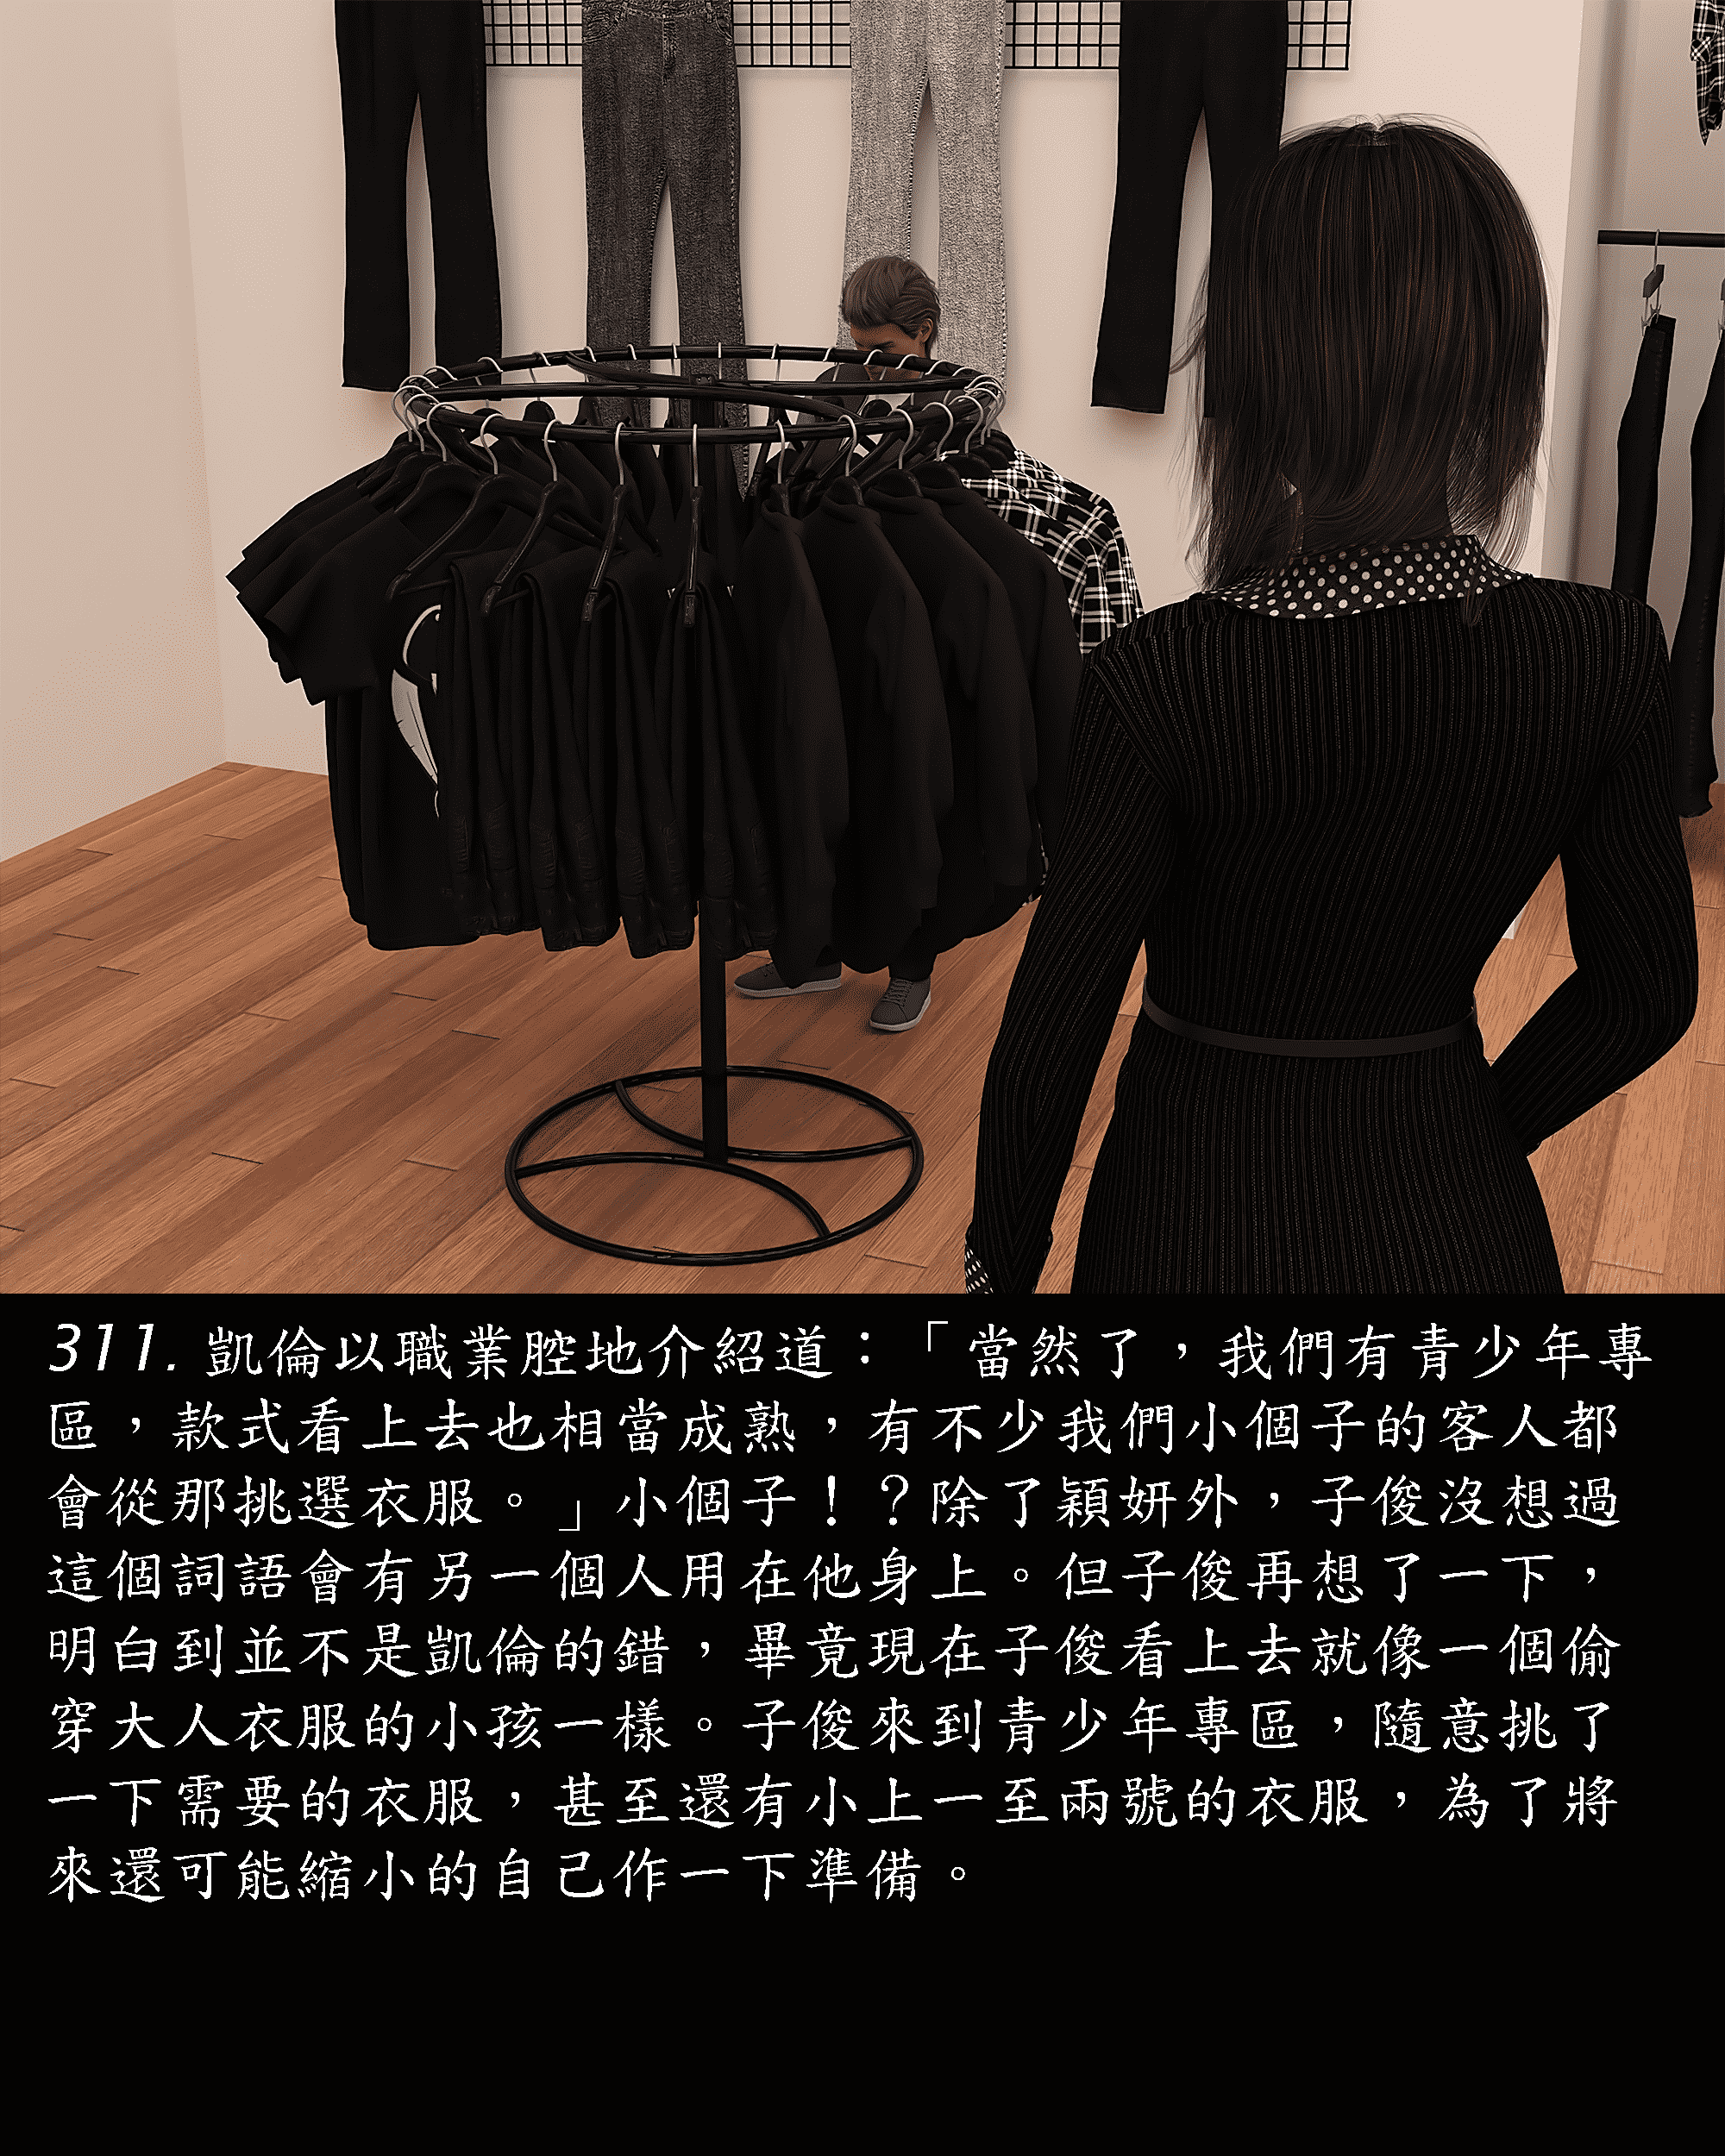 311. 凱倫以職業腔地介紹道：「當然了，我們有青少年專
區，款式看上去也相當成熟，有不少我們小個子的客人都
會從那挑選衣服。」小個子！？除了穎妍外，子俊沒想過
這個詞語會有另一個人用在他身上。但子俊再想了一下，
明白到並不是凱倫的錯，畢竟現在子俊看上去就像一個偷
穿大人衣服的小孩一樣。子俊來到青少年專區，隨意挑了
一下需要的衣服，甚至還有小上一至兩號的衣服，為了將
來還可能縮小的自己作一下準備。